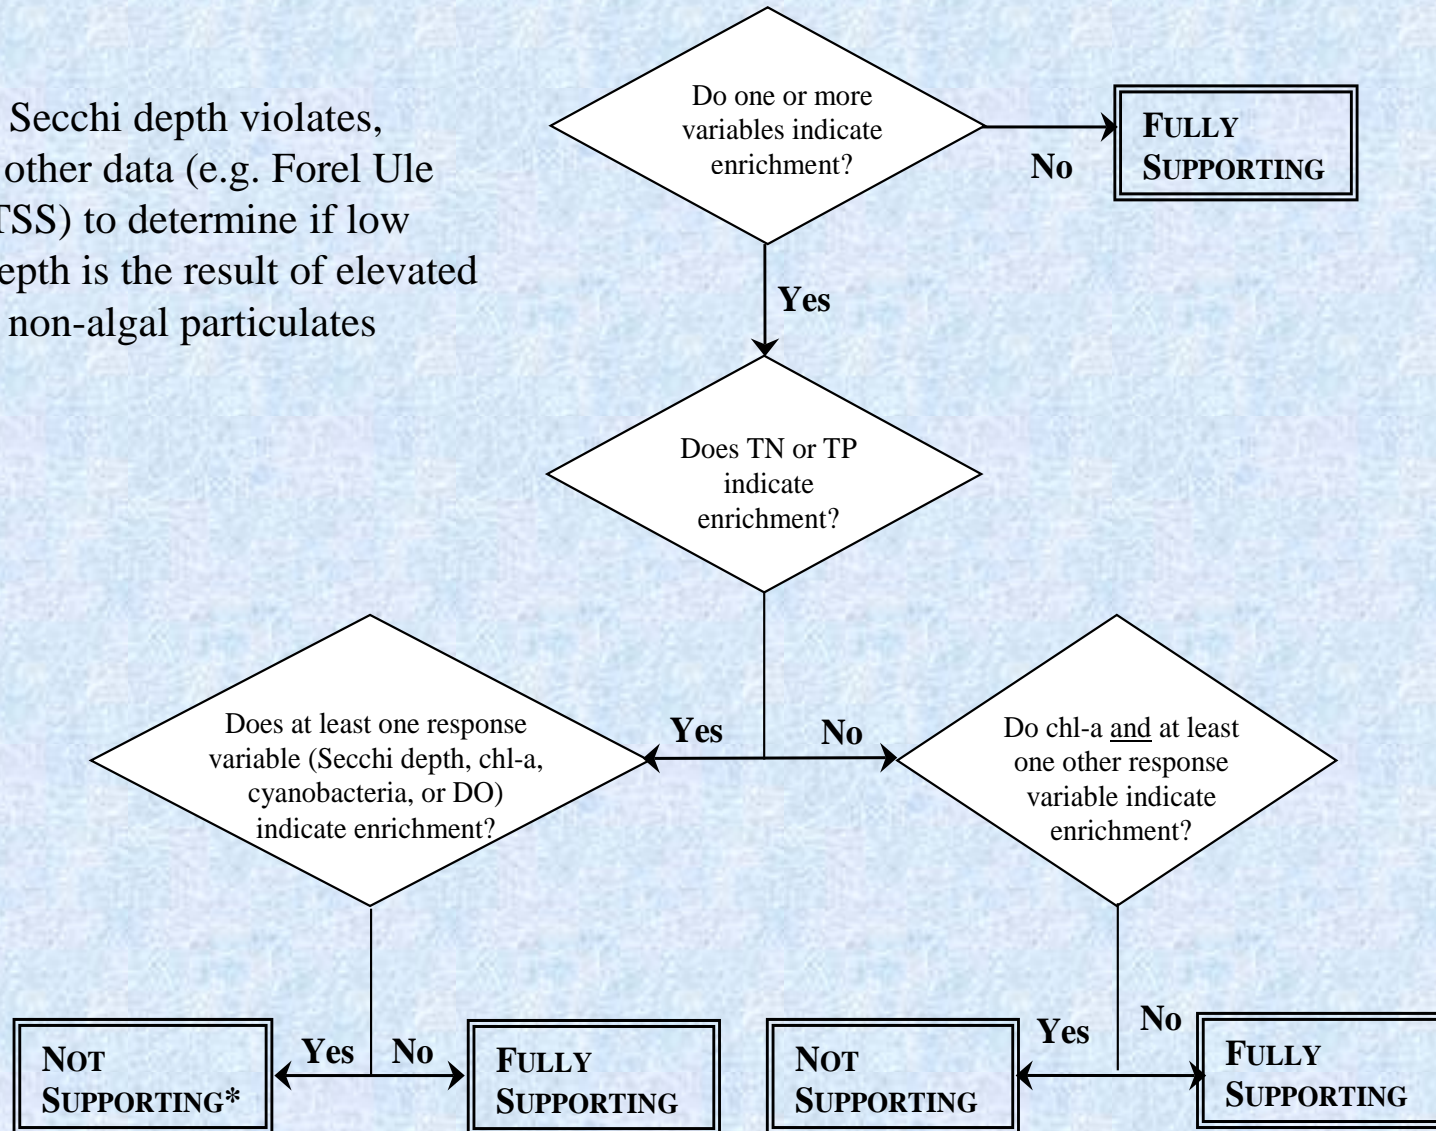 Secchi depth violates,
other data (e.g. Forel Ule
TSS) to determine if low
depth is the result of elevated
non-algal particulates
Do one or more
variables indicate
enrichment?
No
FULLY
SUPPORTING
Yes
Does TN or TP
indicate
enrichment?
Yes
No
Does at least one response
variable (Secchi depth, chl-a,
cyanobacteria, or DO)
indicate enrichment?
Do chl-a and at least
one other response
variable indicate
enrichment?
Yes
No
NOT
SUPPORTING*
FULLY
SUPPORTING
Yes
No
NOT
SUPPORTING
FULLY
SUPPORTING